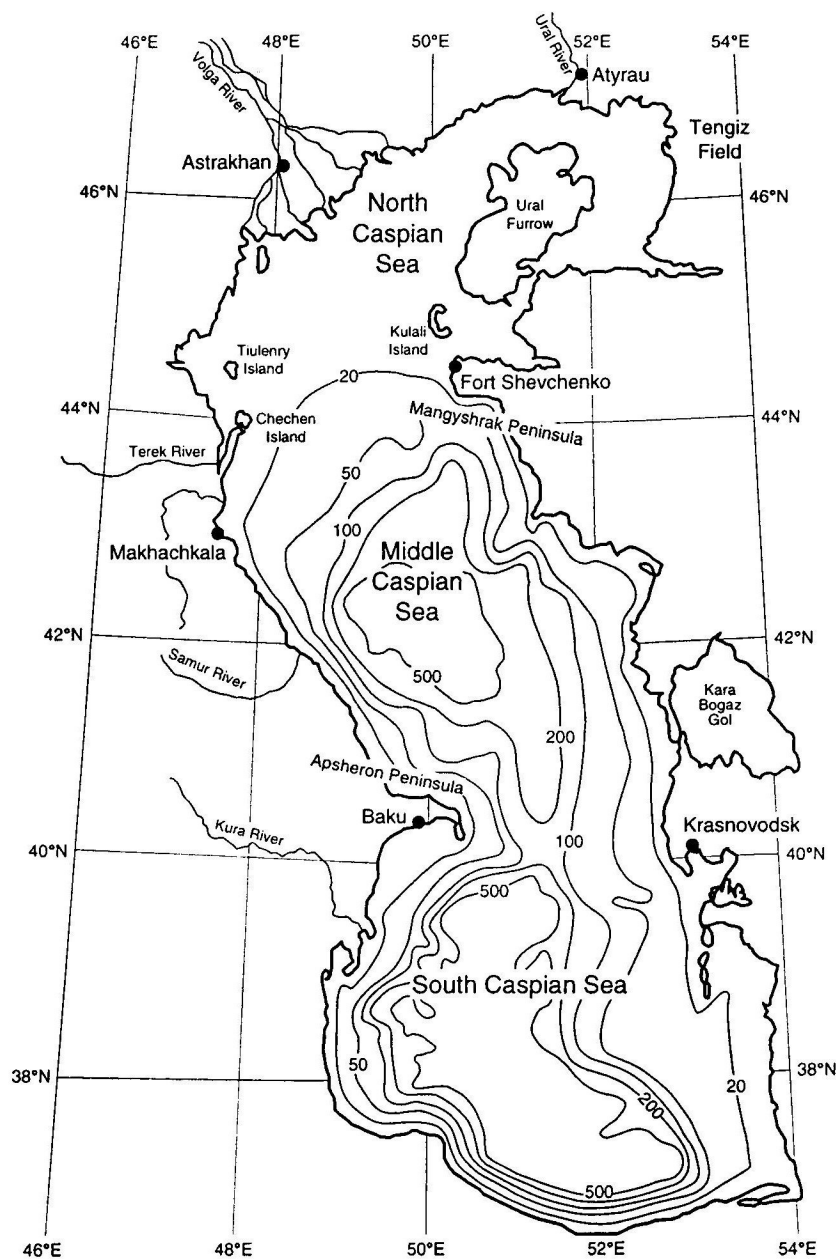 46°E
48°E
50°E
52°E
54°E
Ural River
Atyrau
Volga River
Tengiz
Field
Astrakhan
46°N
46°N
North
Caspian
Sea
Ural
Furrow
Kulali
Island
Tiulenry
Island
20
Fort Shevchenko
44°N
44°N
Chechen
Island
Mangyshrak Peninsula
Terek River
50
100
Makhachkala
Middle
Caspian
Sea
42°N
42°N
Samur River
500
Kara
Bogaz
Gol
200
Apsheron Peninsula
Baku
Kura River
100
Krasnovodsk
40°N
40°N
500
South Caspian Sea
50
38°N
38°N
20
200
500
46°E
48°E
50°E
52°E
54°E